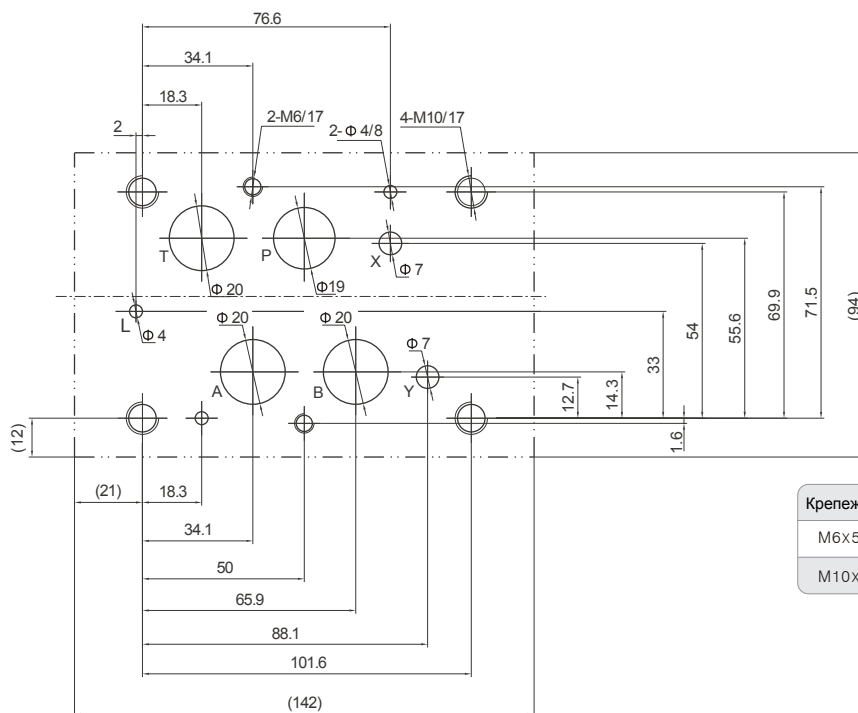 76.6
34.1
18.3
2
2-M6/17
2-Φ4/8
4-M10/17
T
P
X
Φ7
Φ20
Φ19
L
Φ4
Φ20
Φ20
Φ7
A
B
Y
12.7
14.3
33
54
55.6
69.9
71.5
(94)
1.6
(12)
(21)
18.3
34.1
50
65.9
88.1
101.6
(142)
Крепеж
M6x5
M10x